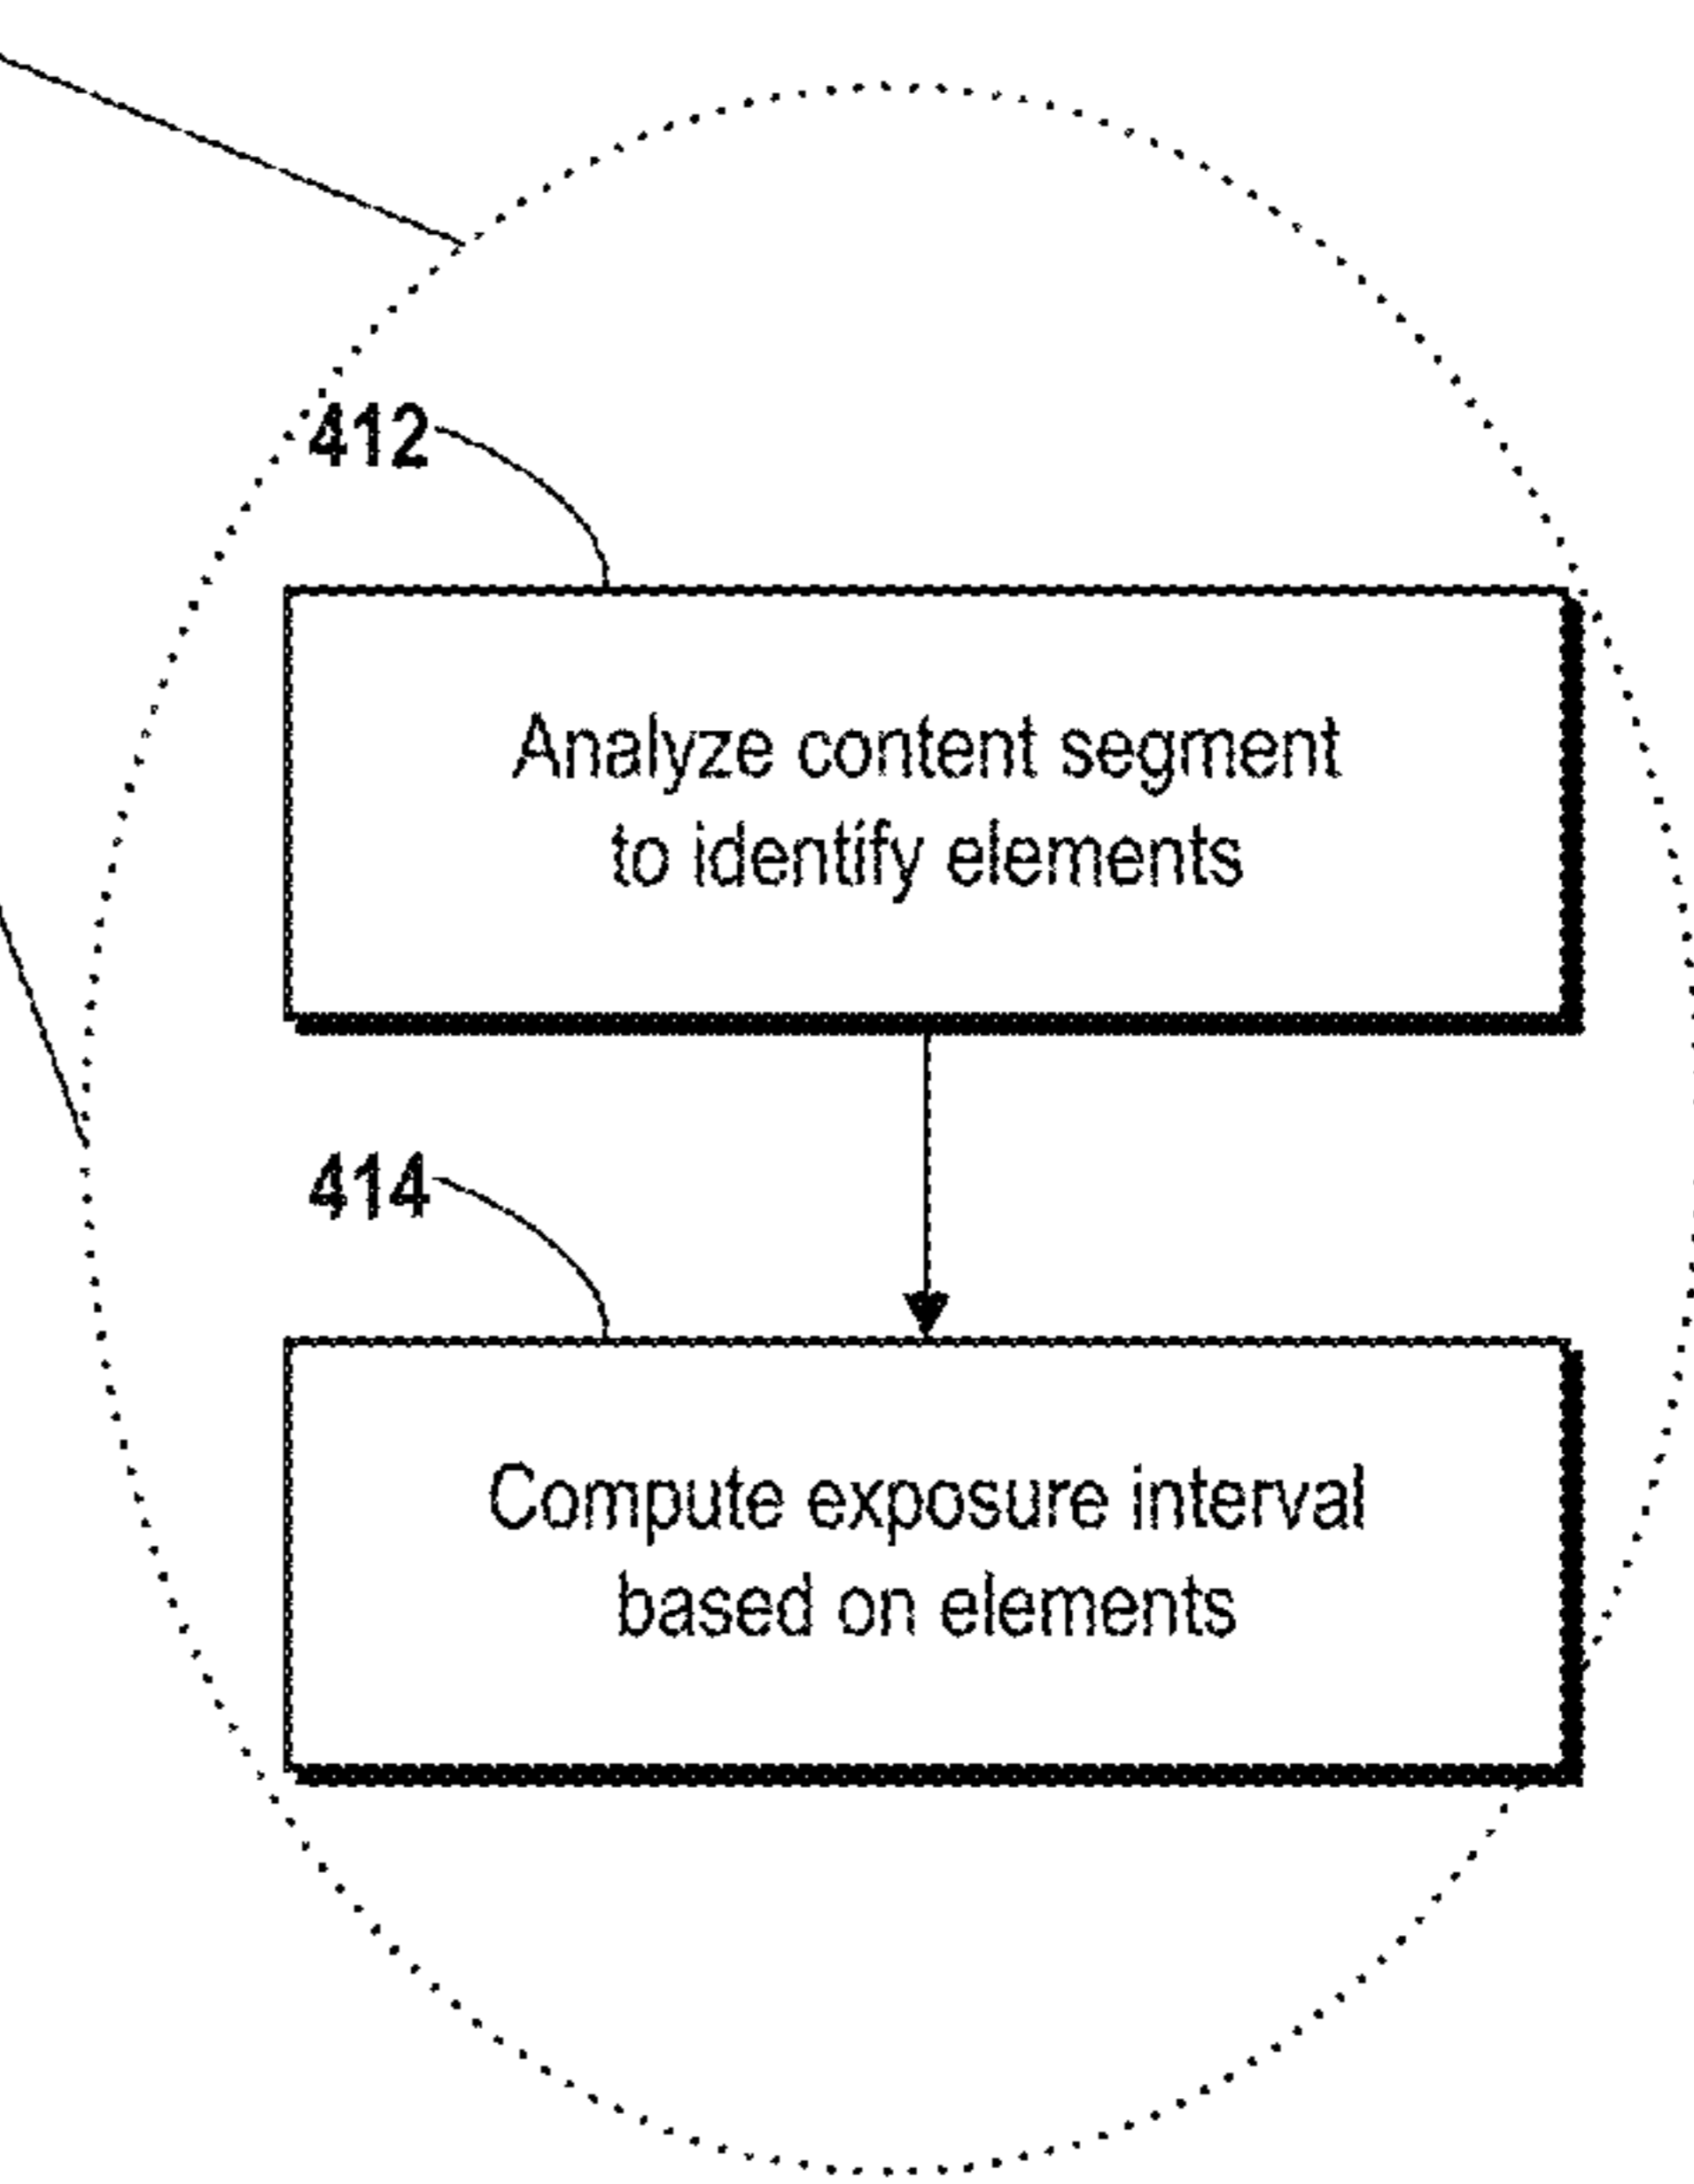 412
Analyze content segment
to identify elements
414
Compute exposure interval
based on elements